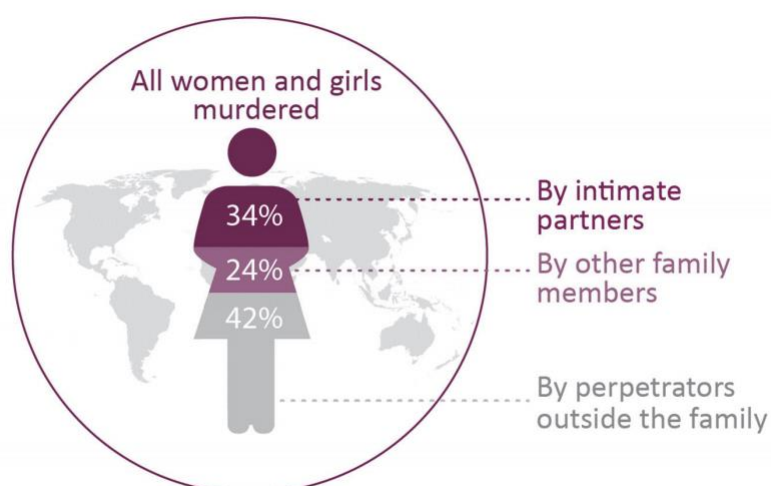 All women and girls
murdered
34%
By intimate
partners
24%
By other family
members
42%
By perpetrators
outside the family